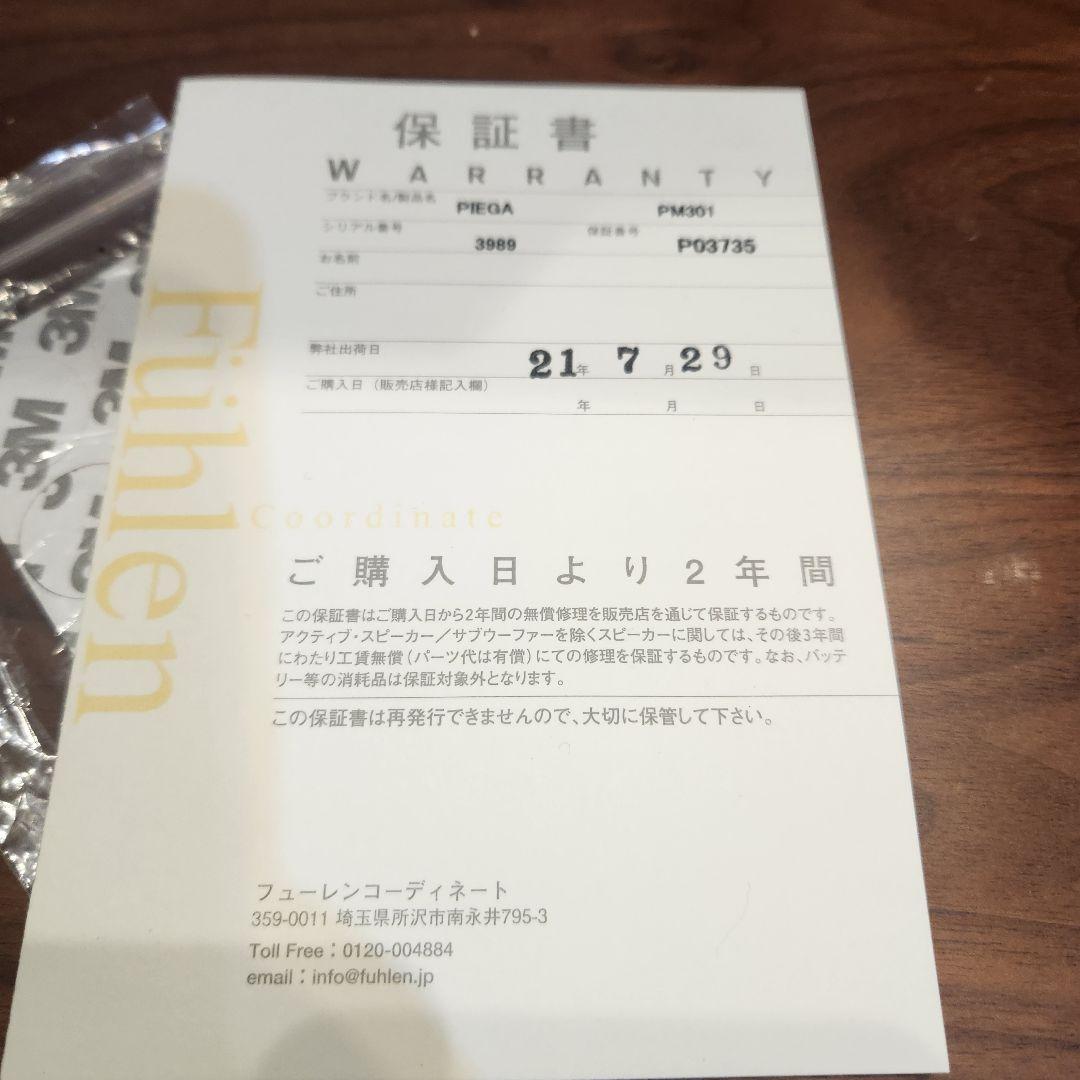 保証書
WARRANTY
ブランド名/製品名 PIEGA PM301
シリアル番号 3989 保証番号 P03735
お名前
ご住所
弊社出荷日 21年 7月 29日
ご購入日（販売店様記入欄）
年 月 日
Fühlen
Coordinate
ご購入日より2年間
この保証書はご購入日から2年間の無償修理を販売店を通じて保証するものです。
アクティブ・スピーカー／サブウーファーを除くスピーカーに関しては、その後3年間
にわたり工賃無償（パーツ代は有償）にての修理を保証するものです。なお、バッテ
リー等の消耗品は保証対象外となります。
この保証書は再発行できませんので、大切に保管して下さい。
フューレンコーディネート
359-0011 埼玉県所沢市南永井795-3
Toll Free：0120-004884
email：info@fuhlen.jp
3M
3M
3M